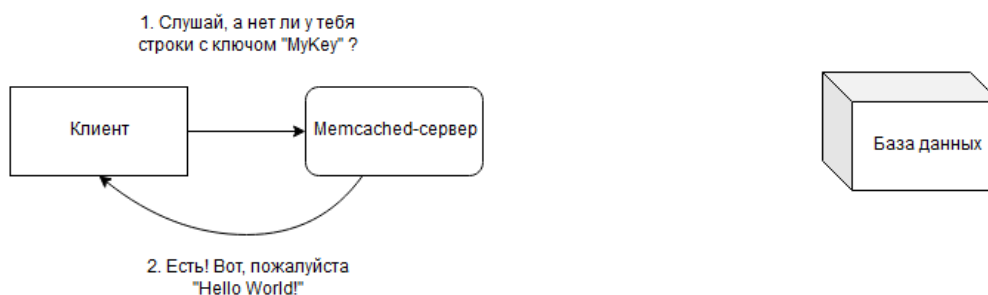 1. Слушай, а нет ли у тебя
строки с ключом "MyKey" ?
Клиент
Memcached-сервер
База данных
2. Есть! Вот, пожалуйста
"Hello World!"